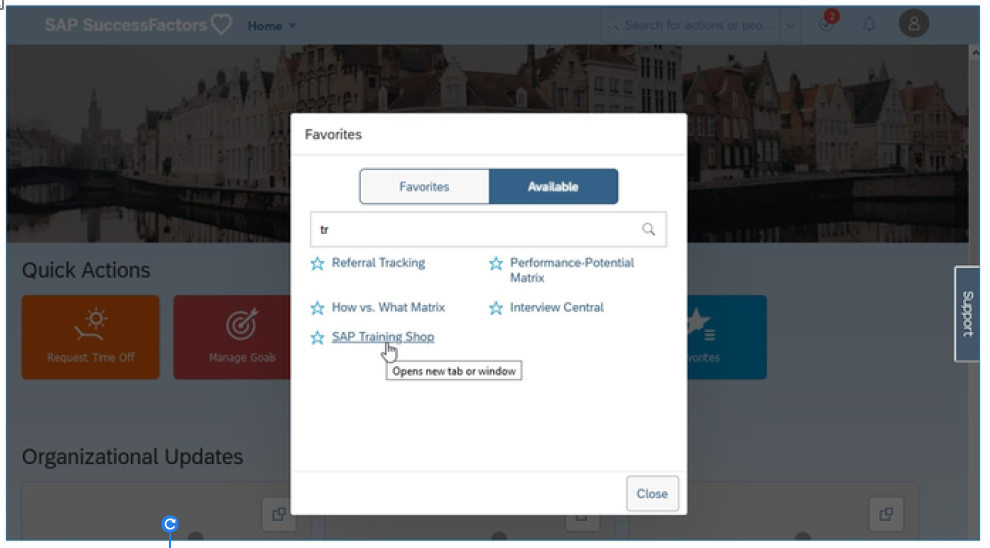 SAP SuccessFactors Home
Search for actions or peo...
2
Favorites
Favorites Available
tr
Referral Tracking
Performance-Potential
Matrix
How vs. What Matrix
Interview Central
SAP Training Shop
Opens new tab or window
Close
Quick Actions
Request Time Off
Manage Goals
vorites
Support
Organizational Updates